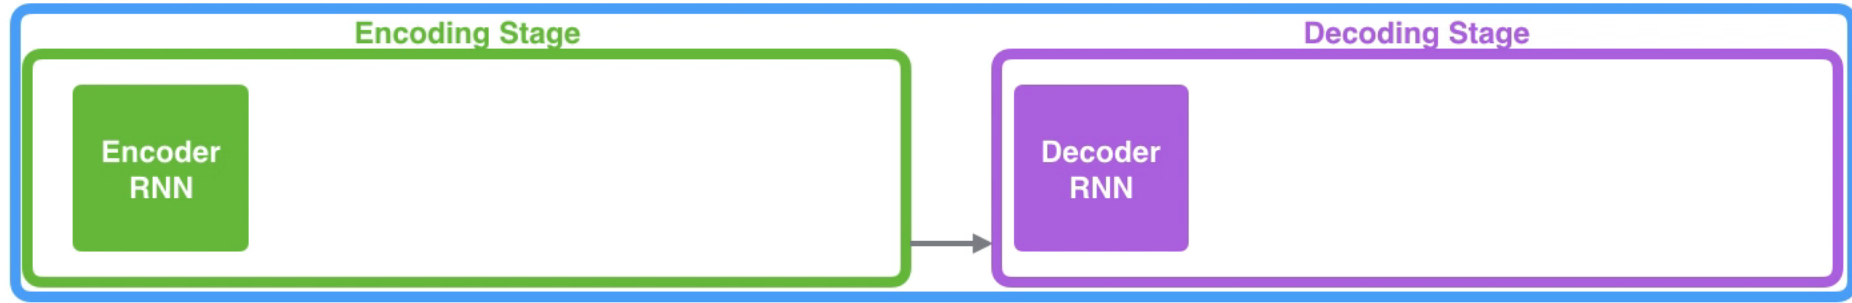 Encoding Stage
Decoding Stage
Encoder
RNN
Decoder
RNN